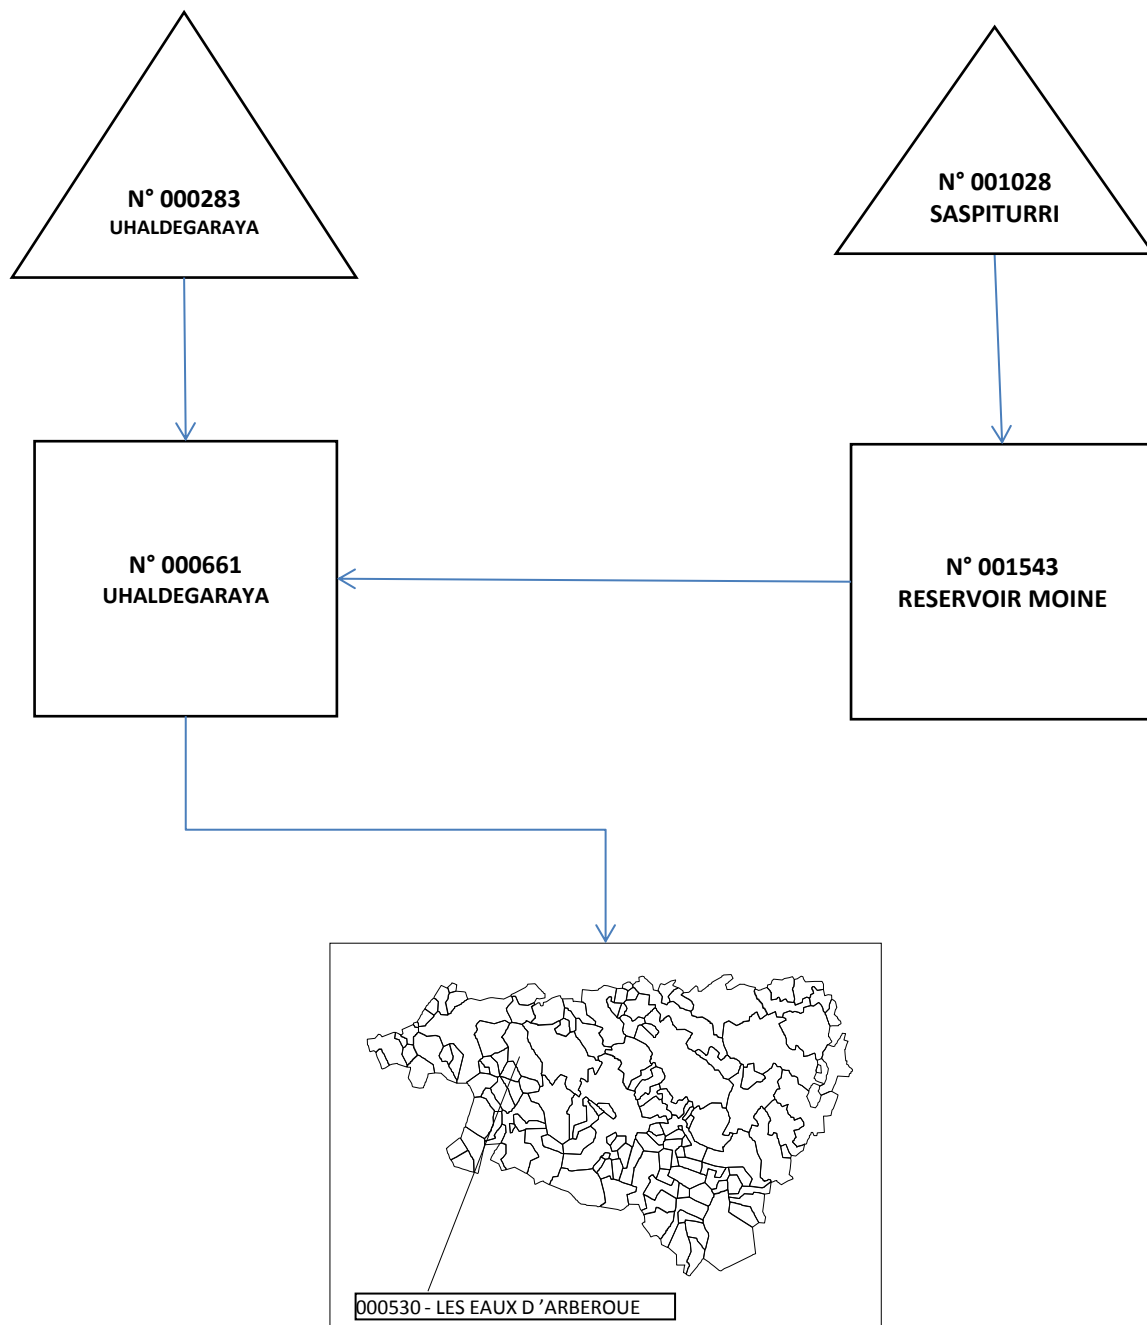 N° 000283
UHALDEGARAYA
N° 001028
SASPITURRI
N° 000661
UHALDEGARAYA
N° 001543
RESERVOIR MOINE
000530 - LES EAUX D ’ARBEROUE